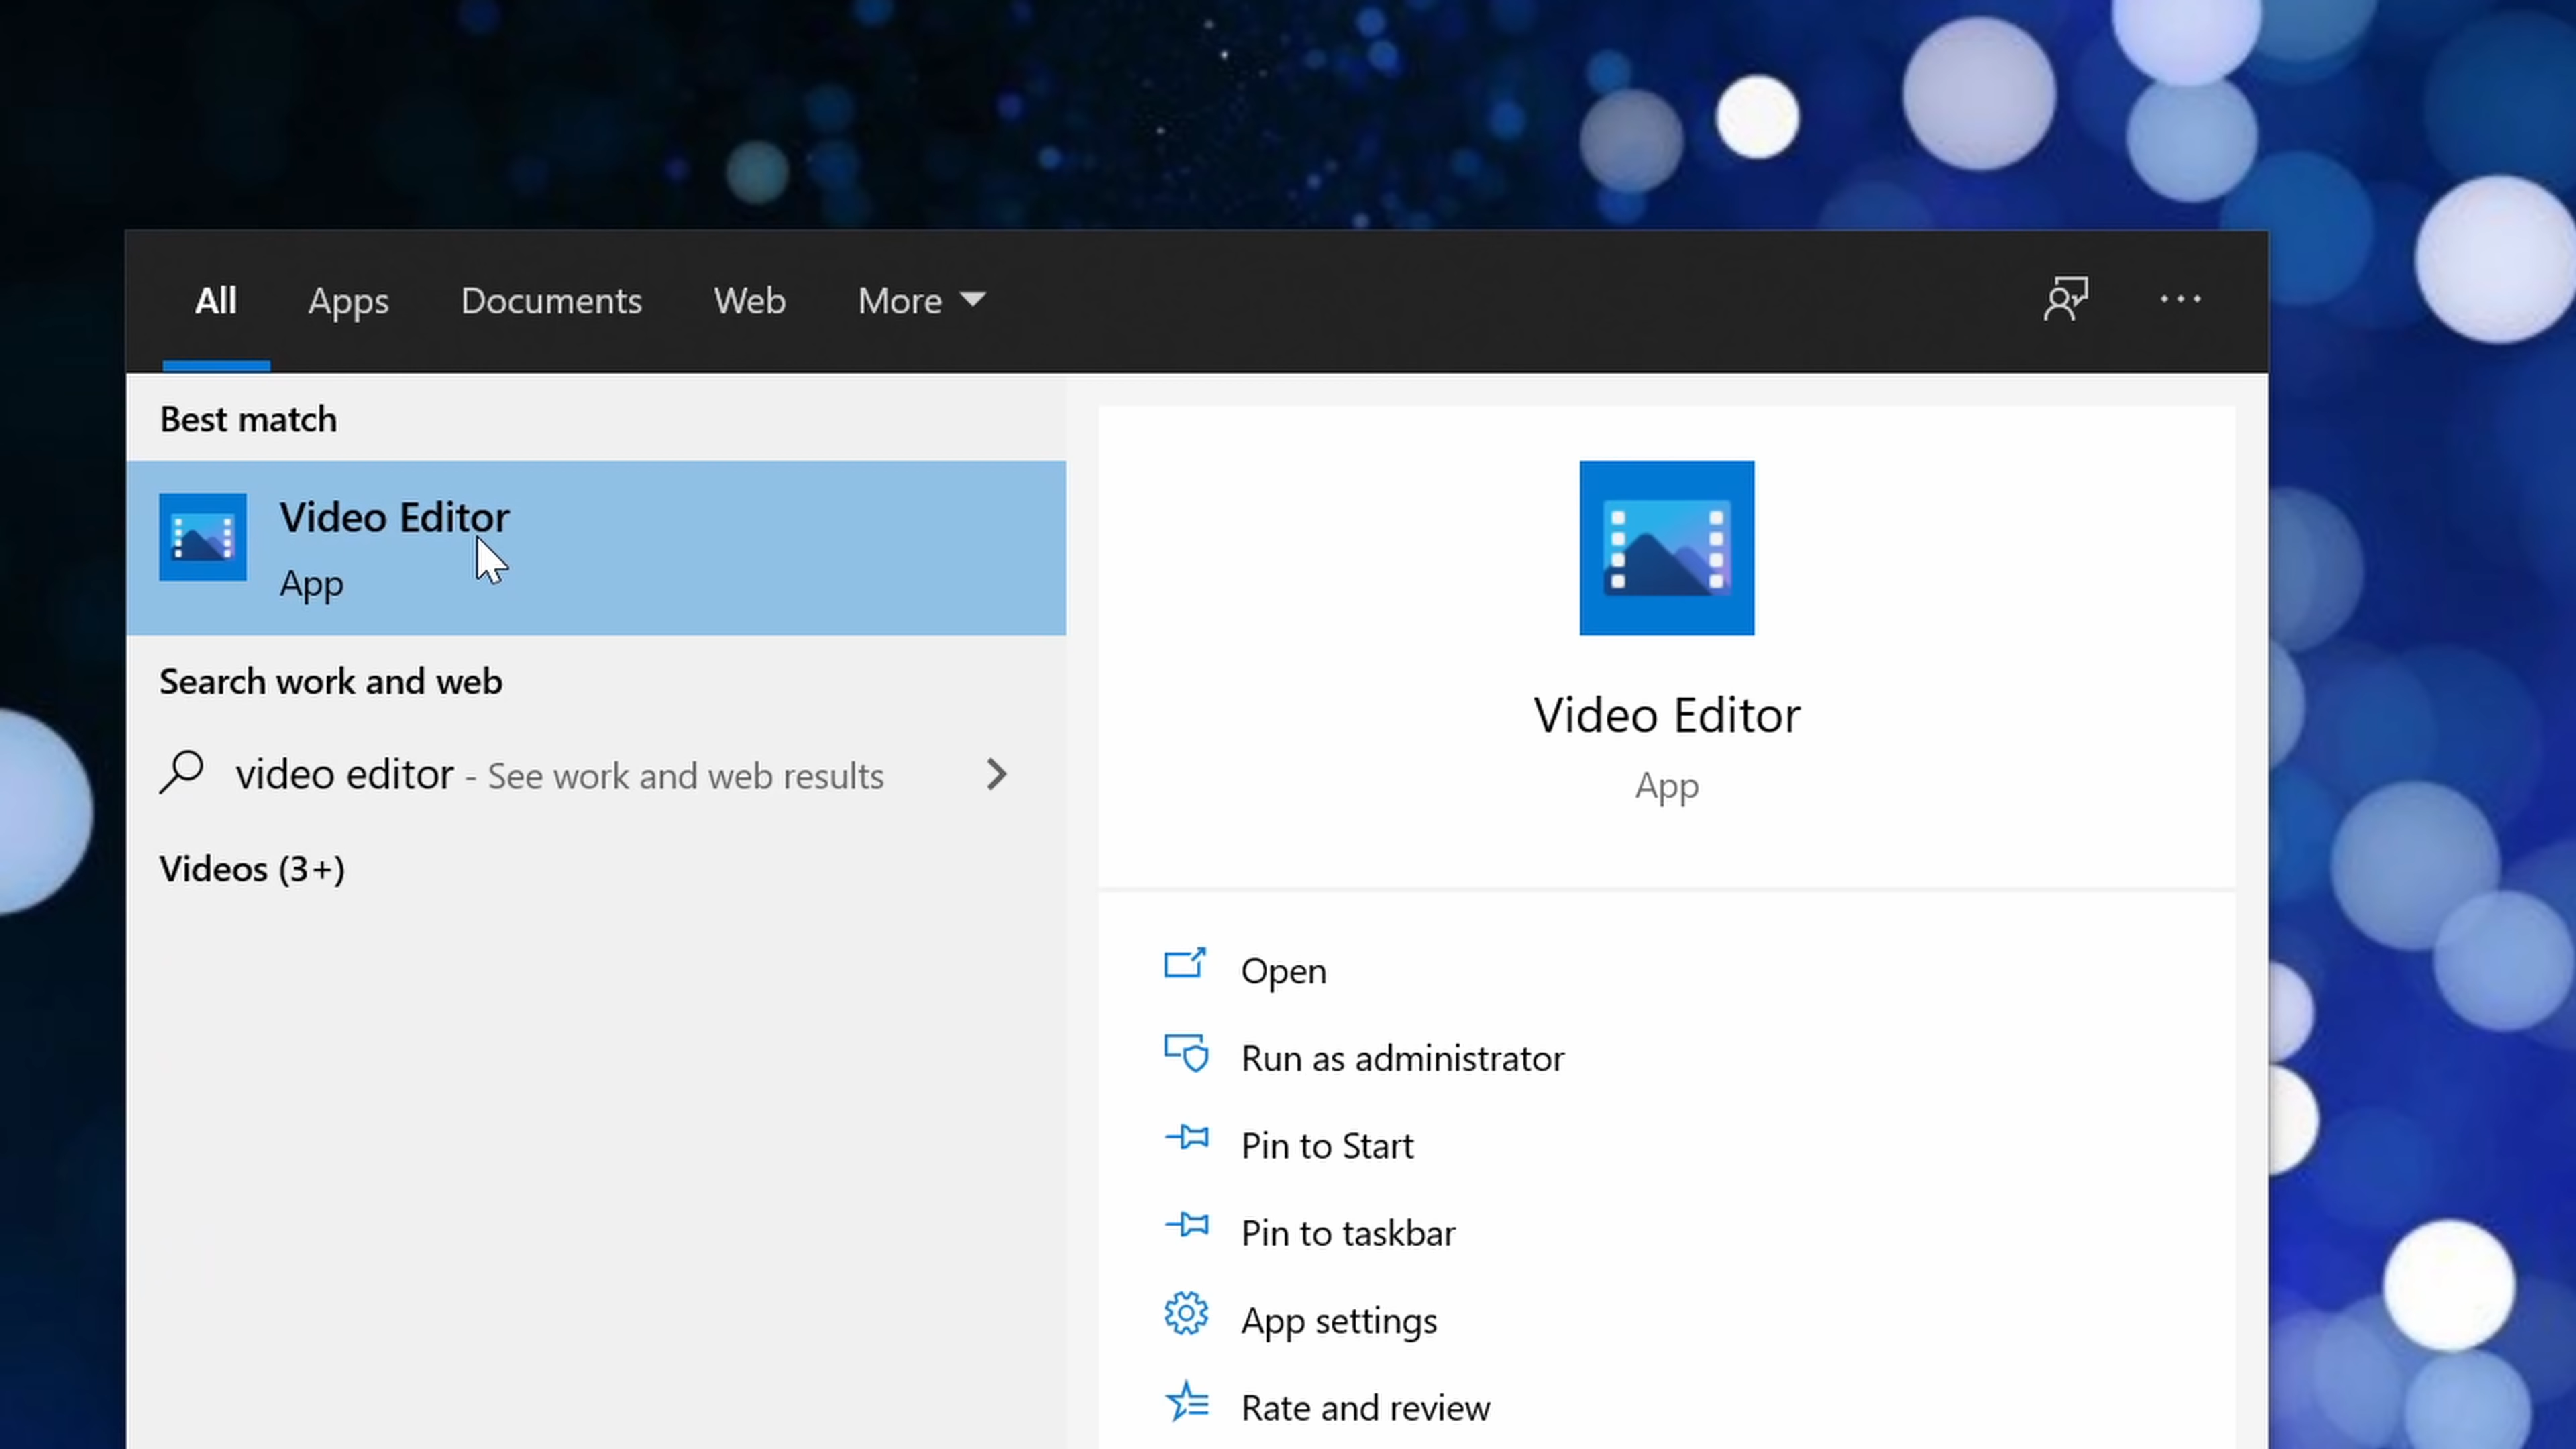 All Apps Documents Web More
Best match
Video Editor
App
Search work and web
video editor - See work and web results
Videos (3+)
Video Editor
App
Open
Run as administrator
Pin to Start
Pin to taskbar
App settings
Rate and review